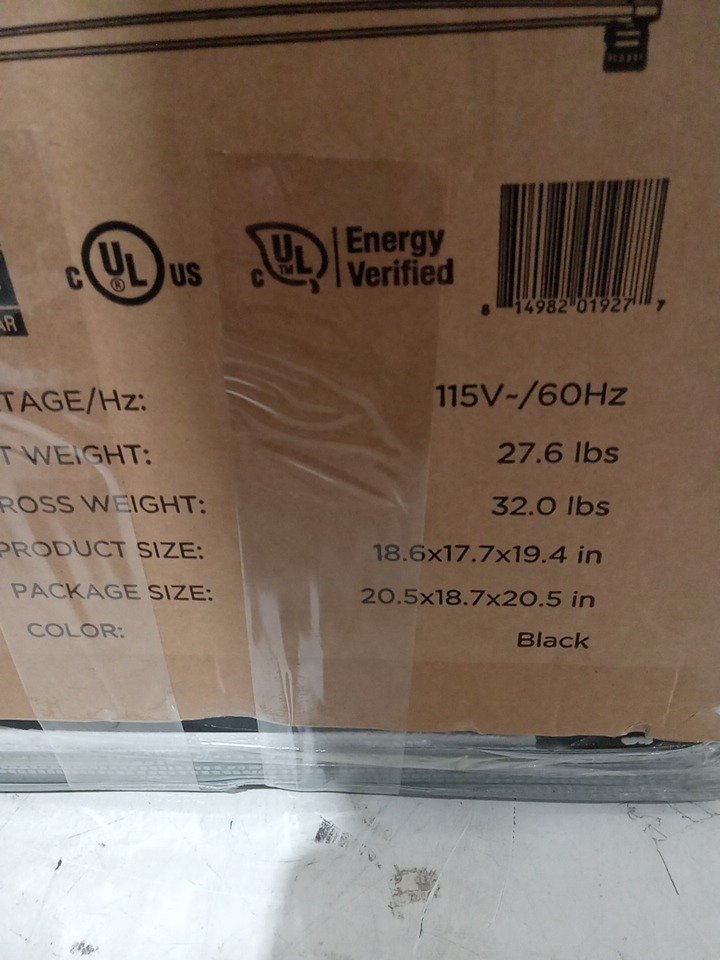 C UL ® US
C UL TM Energy Verified
8 14982 01927 7
AR
TAGE/Hz: 115V~/60Hz
T WEIGHT: 27.6 lbs
ROSS WEIGHT: 32.0 lbs
PRODUCT SIZE: 18.6x17.7x19.4 in
PACKAGE SIZE: 20.5x18.7x20.5 in
COLOR: Black